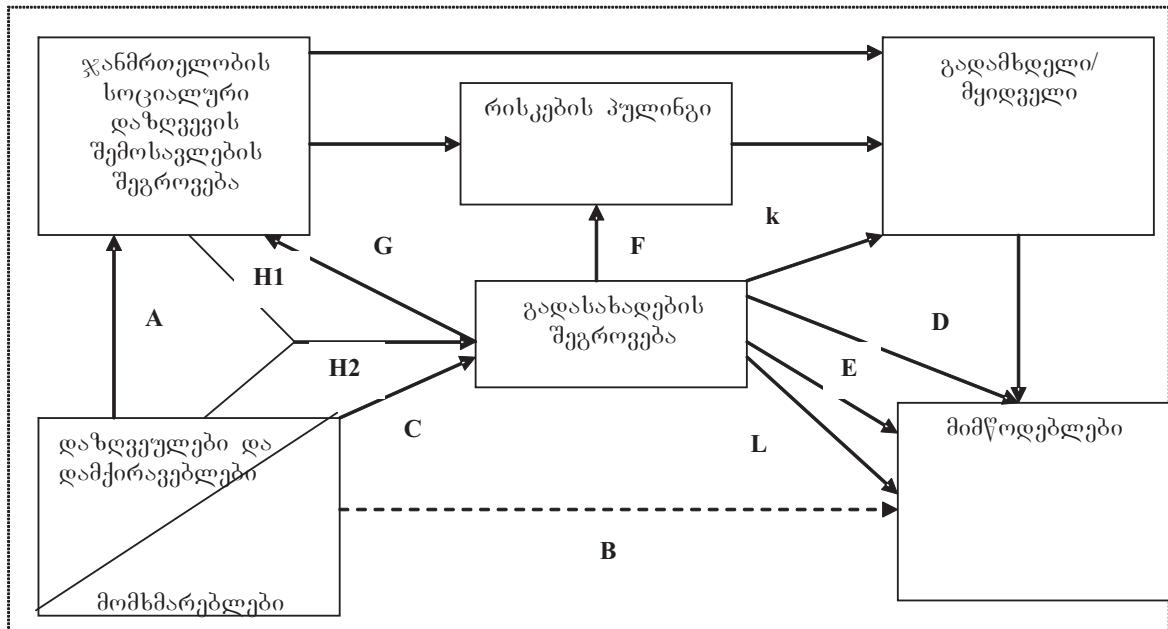 ჯანმრთელობის
სოციალური
დაზღვევის
შემოსავლების
შეგროვება
რისკების პულინგი
გადამხდელი/
მყიდველი
k
G
F
H1
A
გადასახადების
შეგროვება
D
H2
E
C
L
დაზღვეულები და
დამქირავებლები
მიმწოდებლები
B
მომხმარებლები